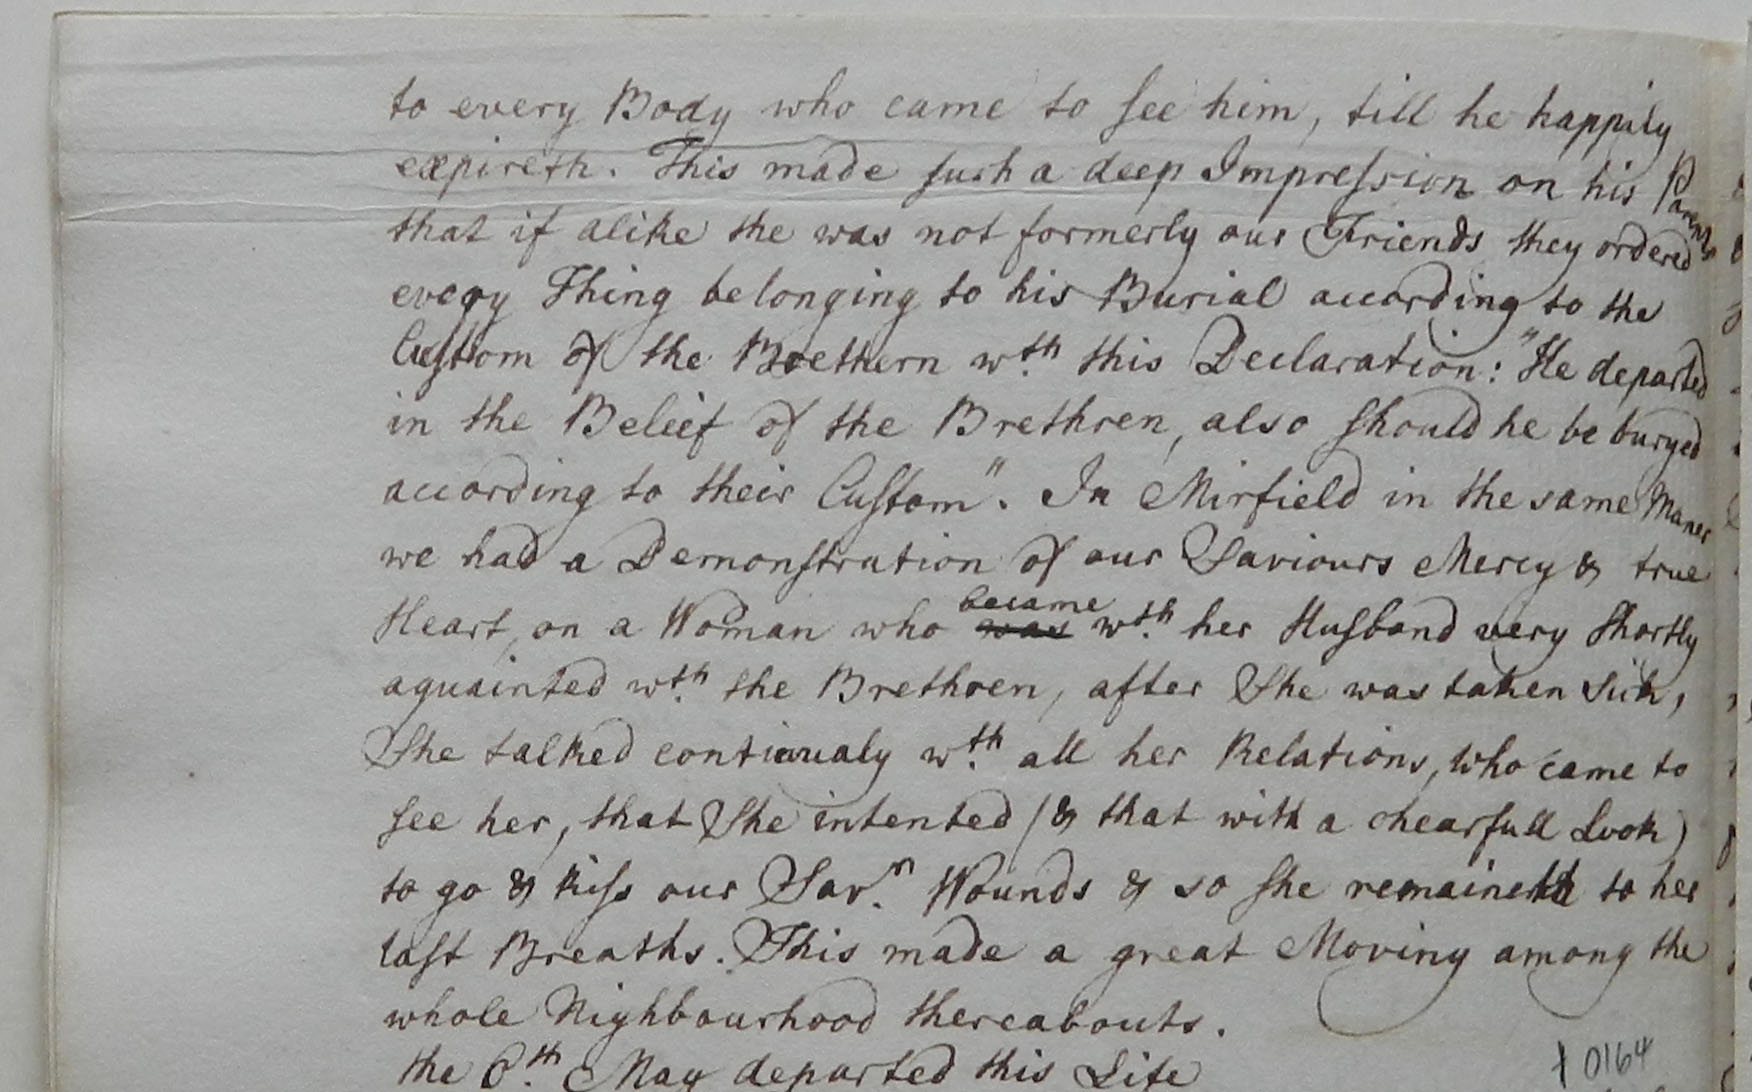 to every Body who came to see him, till he happily
expireth. This made such a deep Impression on his Parents
that if alike the was not formerly our Friends they ordered
every Thing belonging to his Burial according to the
Custom of the Brethern wth. this Declaration: "He departed
in the Beleif of the Brethren, also should he be buryed
according to their Custom". In Mirfield in the same Maner
we had a Demonstration of our Saviours Mercy & true
Heart, on a Woman who became wth. her Husband very shortly
aquainted wth. the Brethren, after She was taken Sick,
She talked continualy wth. all her Relations, who came to
see her, that She intented (& that with a chearfull Look)
to go & kiss our Savrs. Wounds & so she remaineth to her
last Breaths. This made a great Moving among the
whole Nighbourhood thereabouts.
the 6th. May departed this Life
0164